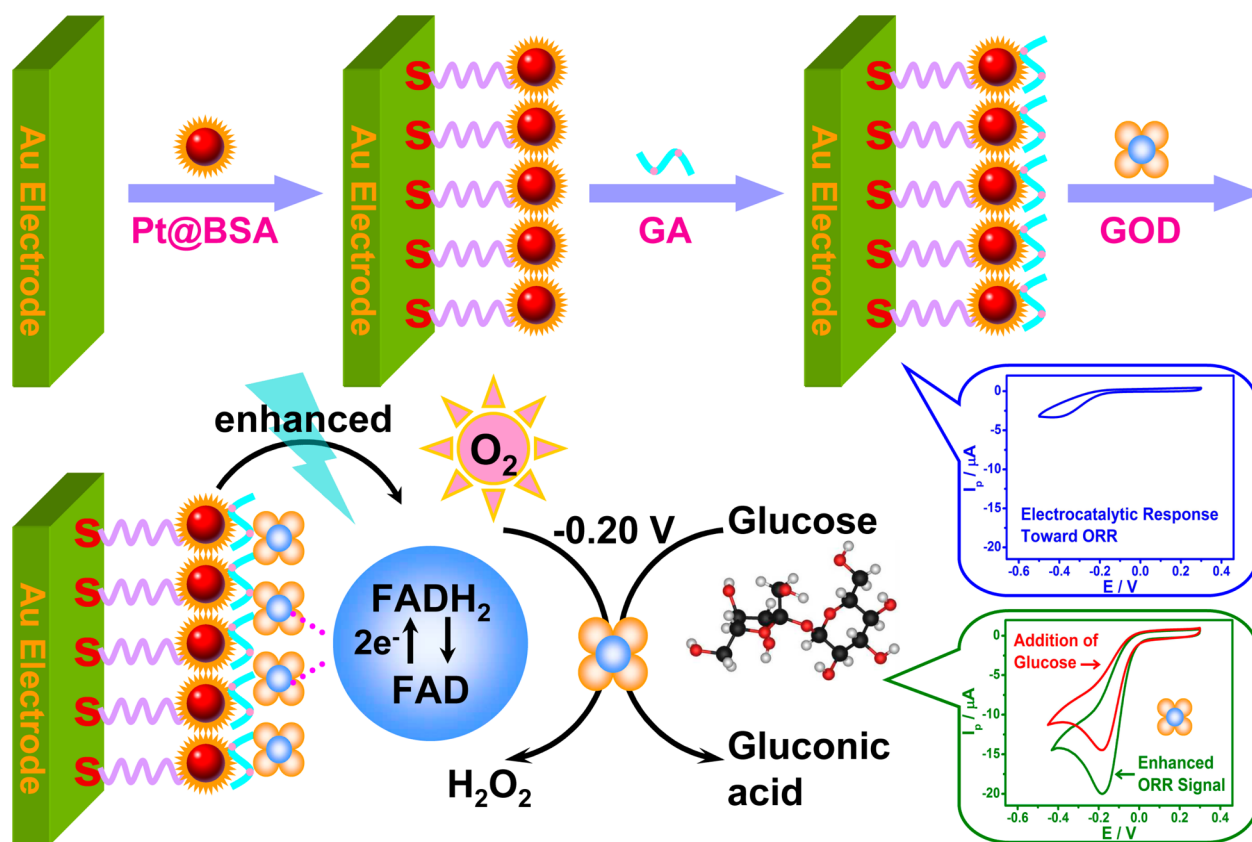 Au Electrode
Pt@BSA
Au Electrode
S
S
S
S
S
GA
Au Electrode
S
S
S
S
S
GOD
0
-5
-10
-15
-20
I_p / μA
Electrocatalytic Response
Toward ORR
-0.6 -0.4 -0.2 0.0 0.2 0.4
E / V
Au Electrode
S
S
S
S
S
enhanced
O₂
FADH₂
2e⁻
FAD
-0.20 V
Glucose
H₂O₂
Gluconic
acid
0
-5
-10
-15
-20
I_p / μA
Addition of
Glucose
Enhanced
ORR Signal
-0.6 -0.4 -0.2 0.0 0.2 0.4
E / V